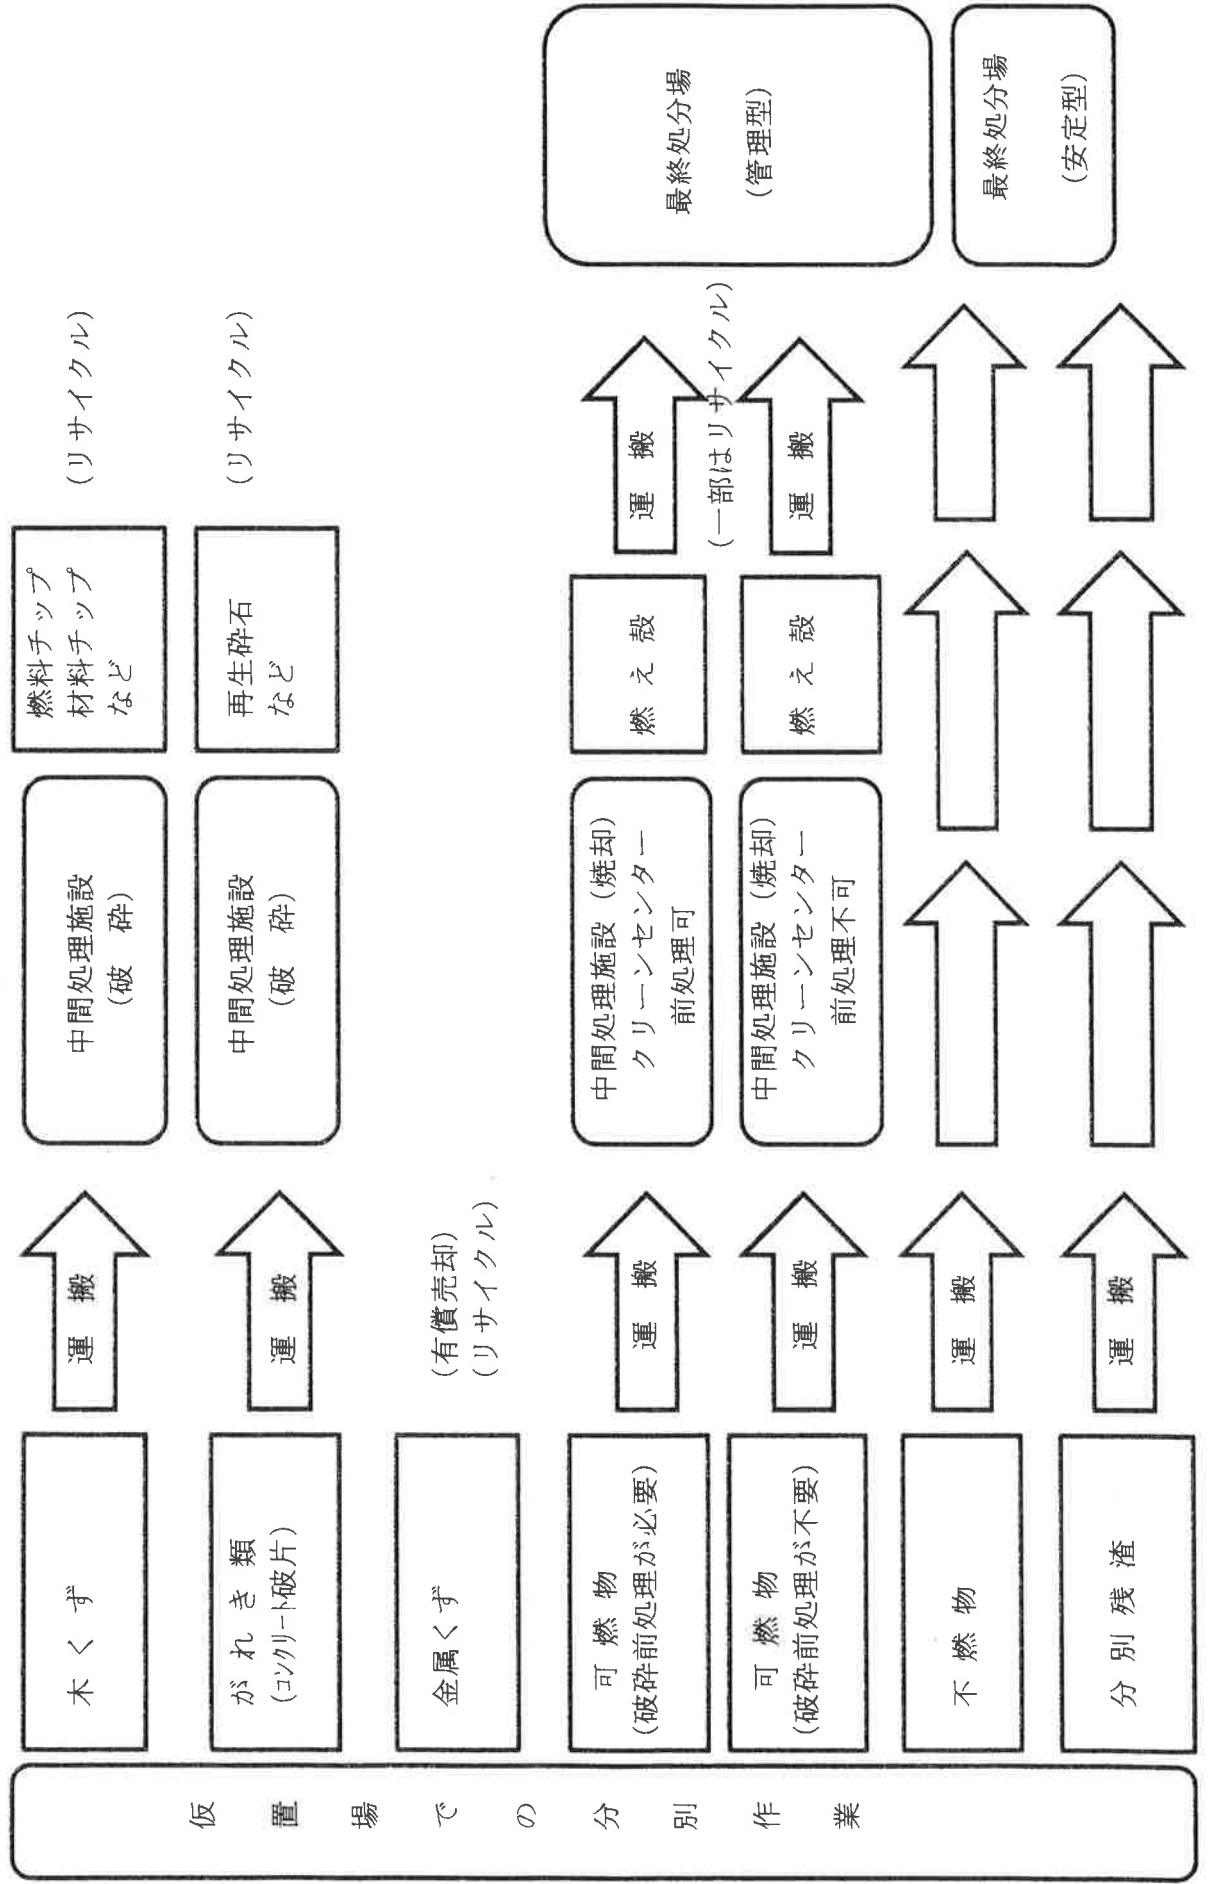 仮置場での分別作業
木くず
運搬
中間処理施設
(破 砕)
燃料チップ
材料チップ
など
(リサイクル)
がれき類
(コンクリート破片)
運搬
中間処理施設
(破 砕)
再生砕石
など
(リサイクル)
金属くず
(有償売却)
(リサイクル)
可燃物
(破砕前処理が必要)
運搬
中間処理施設(焼却)
クリーンセンター
前処理可
燃え殻
運搬
(一部はリサイクル)
可燃物
(破砕前処理が不要)
運搬
中間処理施設(焼却)
クリーンセンター
前処理不可
燃え殻
運搬
最終処分場
(管理型)
不燃物
運搬
分別残渣
運搬
最終処分場
(安定型)